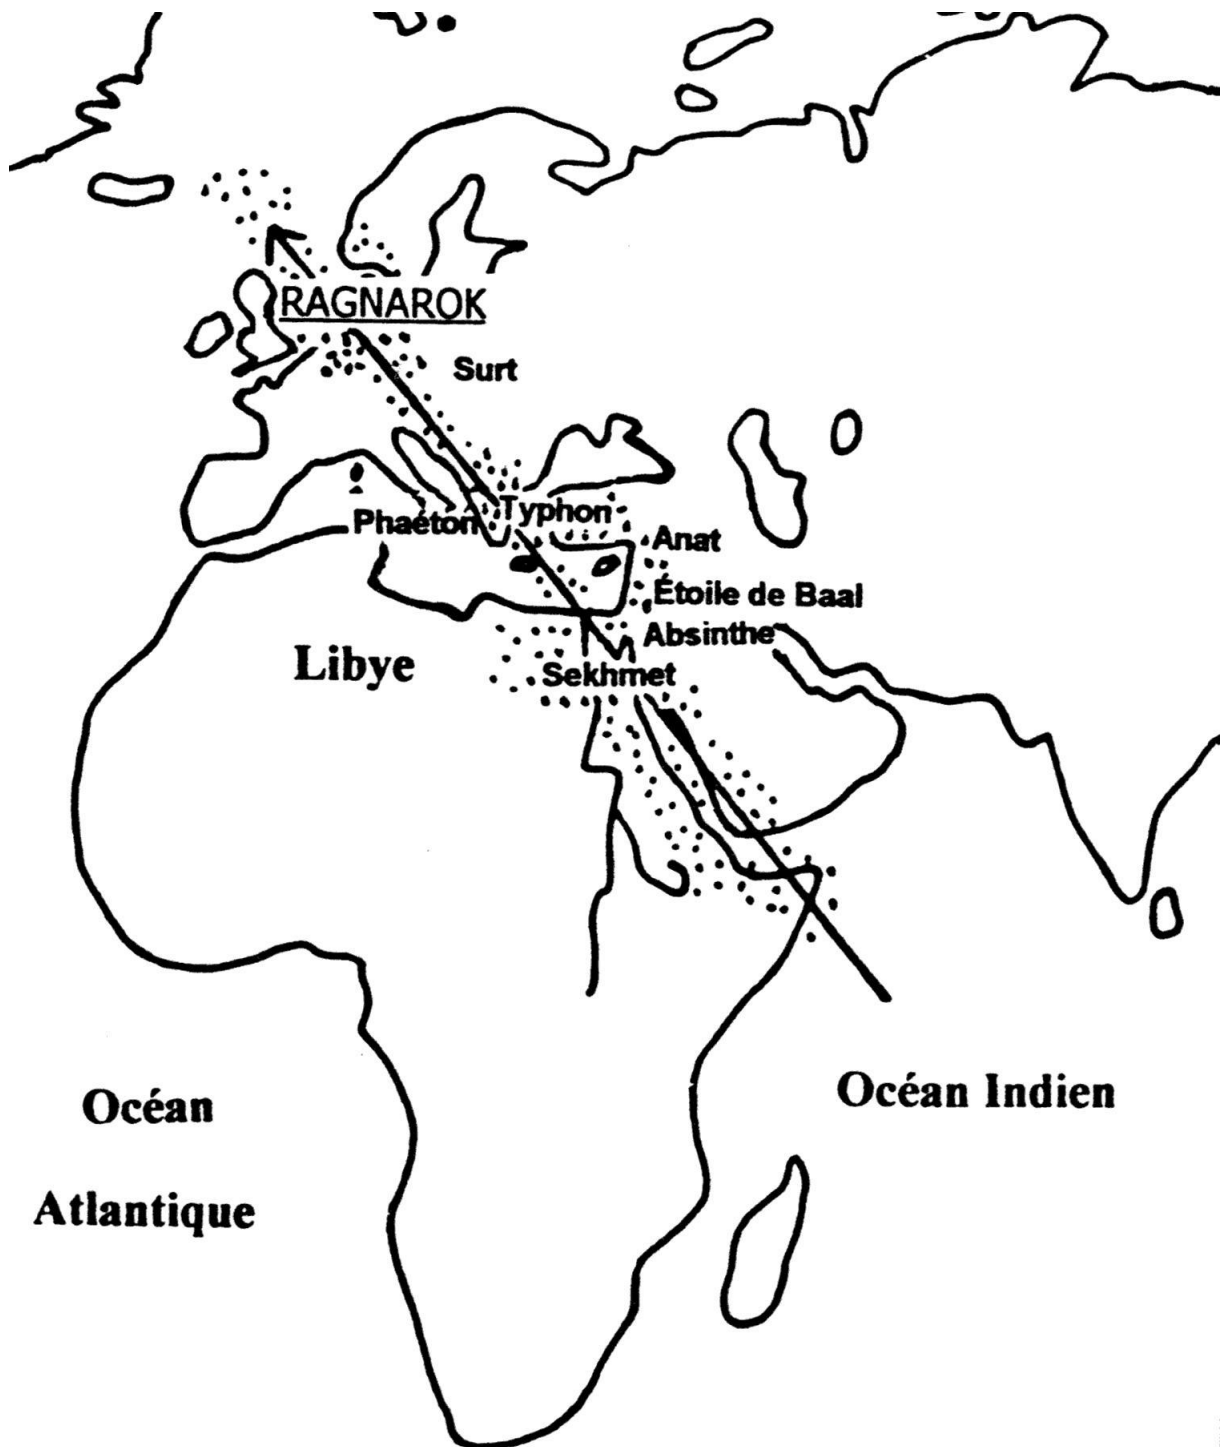 RAGNAROK
Surt
Typhon
Phaéton
Anat
Étoile de Baal
Absinthe
Libye
Sekhmet
Océan Indien
Océan
Atlantique